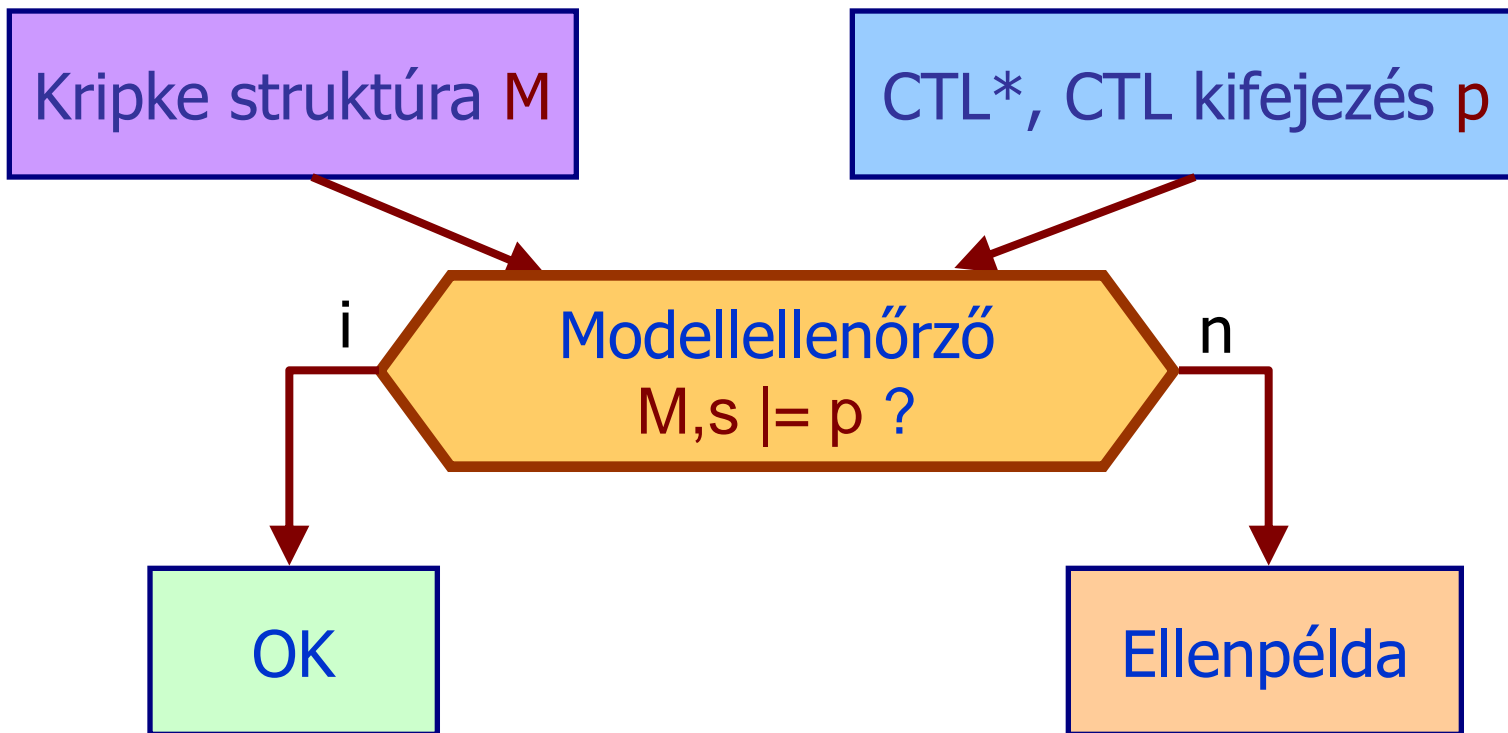 Kripke struktúra M
CTL*, CTL kifejezés p
i
Modellellenőrző
n
M,s |= p ?
OK
Ellenpélda